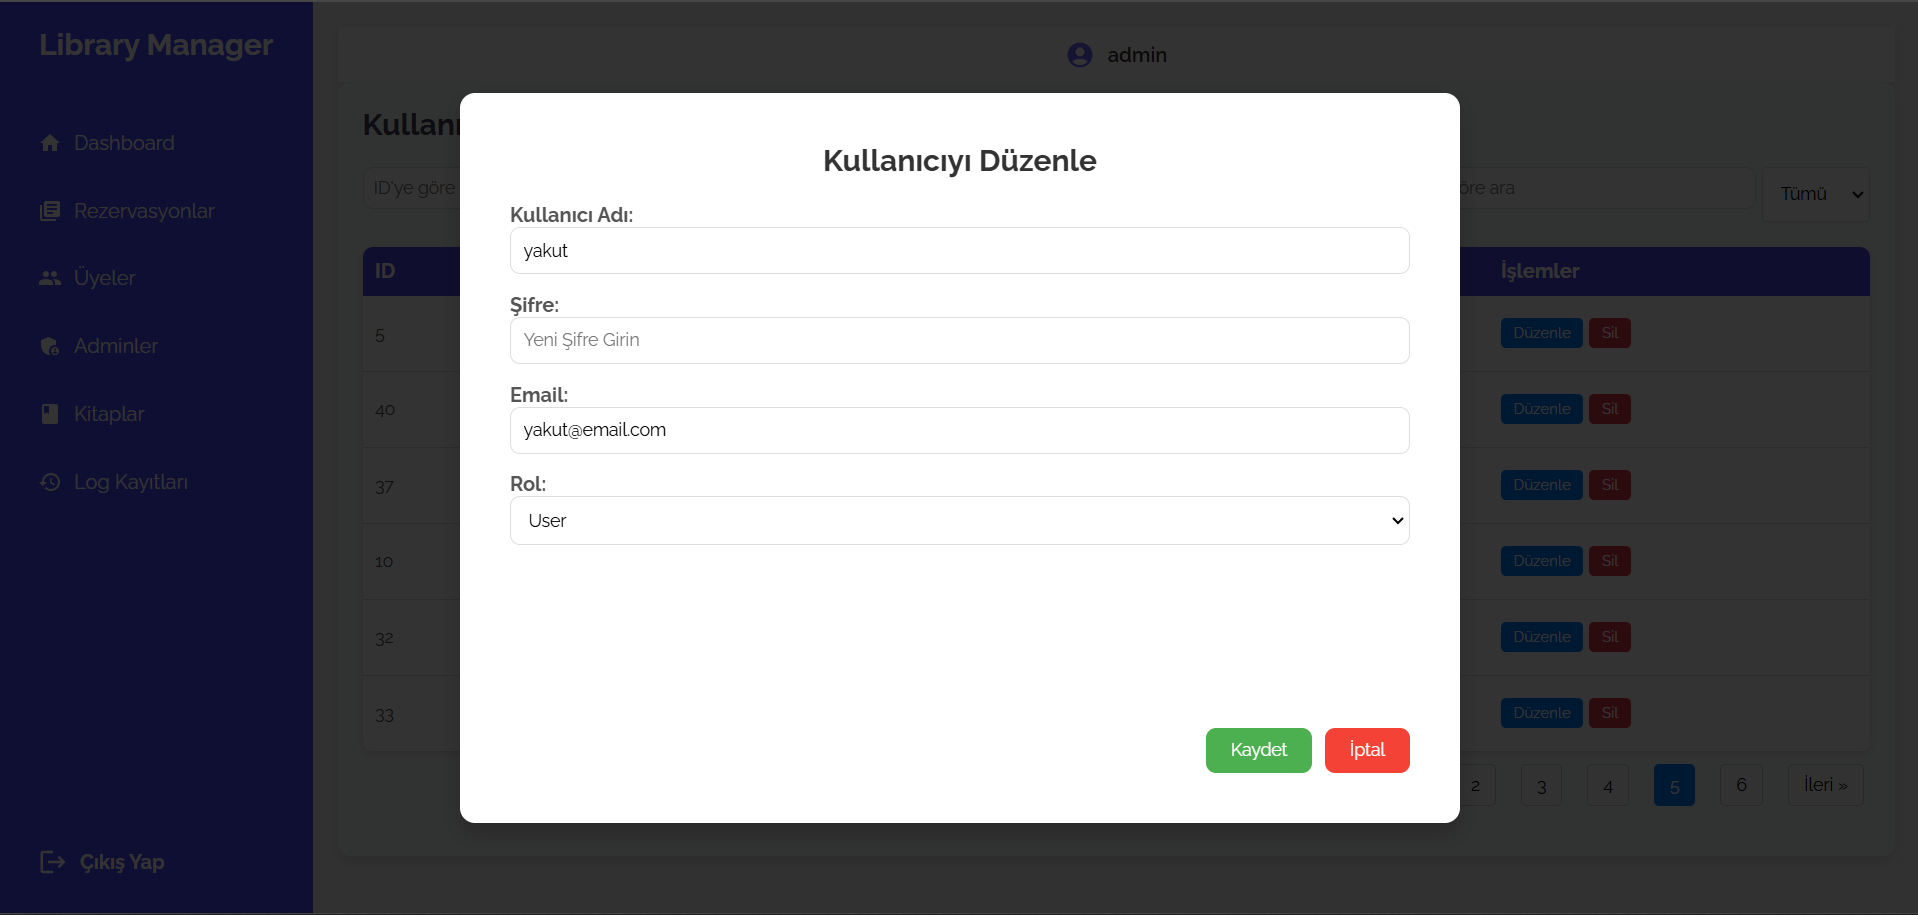 Library Manager
admin
Dashboard
Rezervasyonlar
Üyeler
Adminler
Kitaplar
Log Kayıtları
Çıkış Yap
ID'ye göre
öre ara
Tümü
ID
İşlemler
5
Düzenle Sil
40
Düzenle Sil
37
Düzenle Sil
10
Düzenle Sil
32
Düzenle Sil
33
Düzenle Sil
2 3 4 5 6 İleri »
Kullanıcıyı Düzenle
Kullanıcı Adı:
yakut
Şifre:
Yeni Şifre Girin
Email:
yakut@email.com
Rol:
User
Kaydet İptal